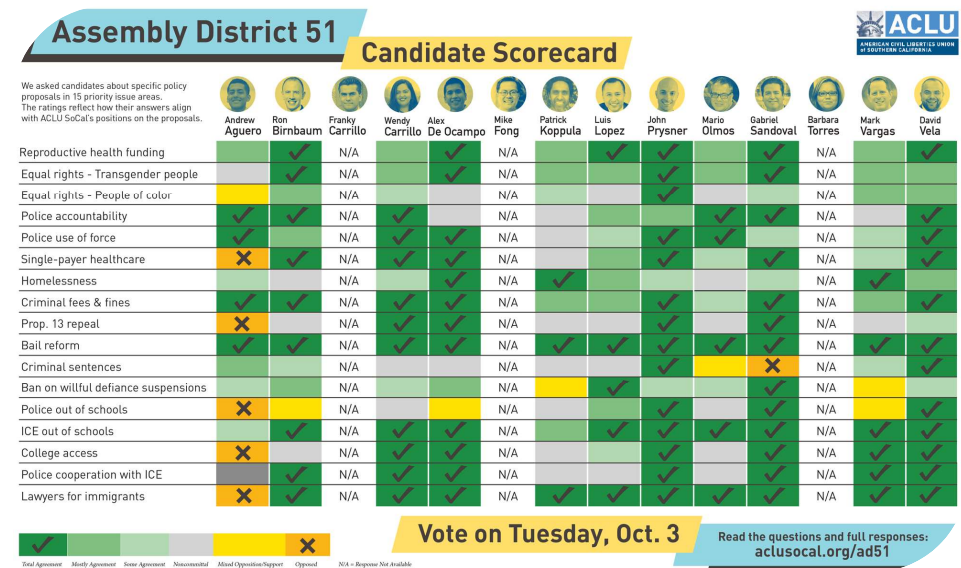 Assembly District 51
Candidate Scorecard
ACLU
AMERICAN CIVIL LIBERTIES UNION
of SOUTHERN CALIFORNIA
We asked candidates about specific policy
proposals in 15 priority issue areas.
The ratings reflect how their answers align
with ACLU SoCal's positions on the proposals.
Andrew Aguero
Ron Birnbaum
Franky Carrillo
Wendy Carrillo
Alex De Ocampo
Mike Fong
Patrick Koppula
Luis Lopez
John Prysner
Mario Olmos
Gabriel Sandoval
Barbara Torres
Mark Vargas
David Vela
Reproductive health funding N/A N/A N/A
Equal rights - Transgender people N/A N/A N/A
Equal rights - People of color N/A N/A N/A
Police accountability N/A N/A N/A
Police use of force N/A N/A N/A
Single-payer healthcare N/A N/A N/A
Homelessness N/A N/A N/A
Criminal fees & fines N/A N/A N/A
Prop. 13 repeal N/A N/A N/A
Bail reform N/A N/A N/A
Criminal sentences N/A N/A N/A
Ban on willful defiance suspensions N/A N/A N/A
Police out of schools N/A N/A N/A
ICE out of schools N/A N/A N/A
College access N/A N/A N/A
Police cooperation with ICE N/A N/A N/A
Lawyers for immigrants N/A N/A N/A
Vote on Tuesday, Oct. 3
Read the questions and full responses:
aclusocal.org/ad51
Total Agreement Mostly Agreement Some Agreement Noncommittal Mixed Opposition/Support Opposed N/A = Response Not Available